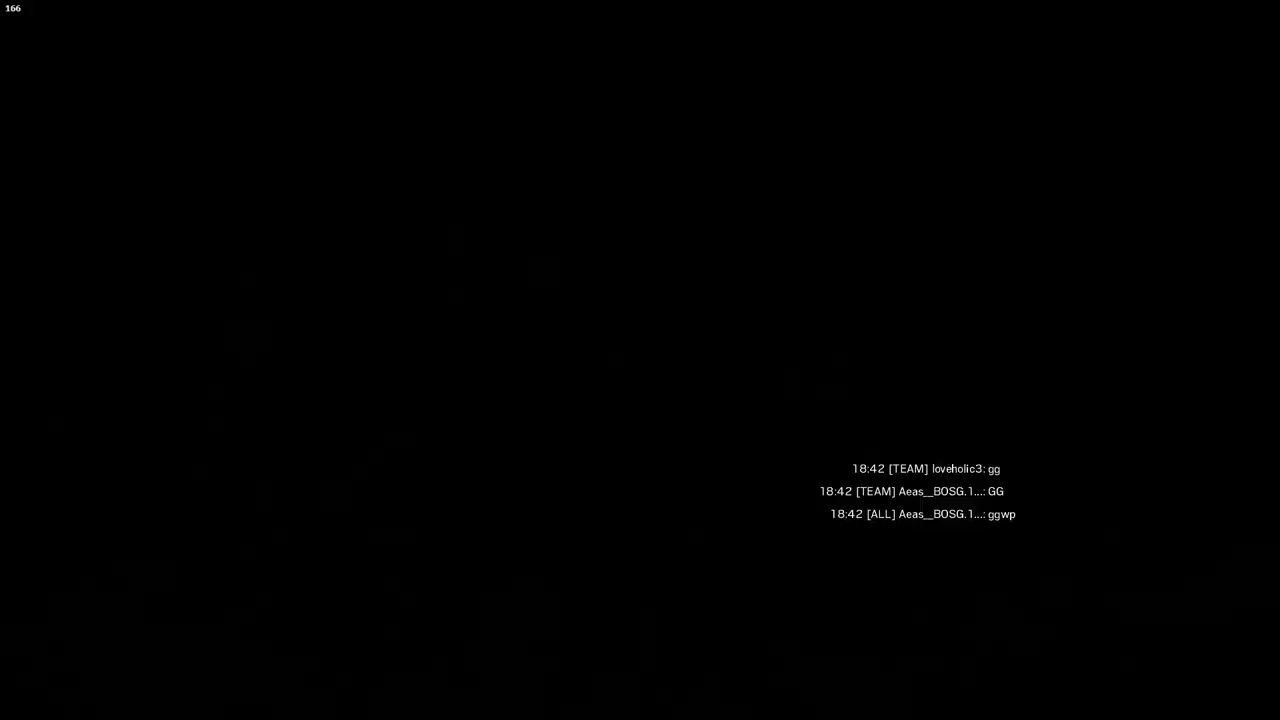 166
18:42 [TEAM] loveholic3: gg
18:42 [TEAM] Aeas__BOSG.1...: GG
18:42 [ALL] Aeas__BOSG.1...: ggwp